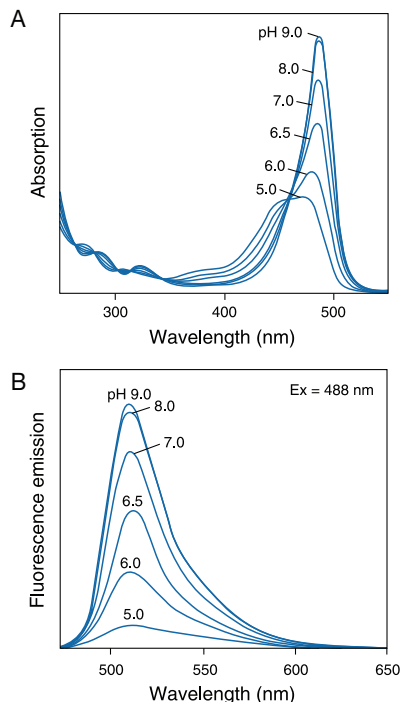 A
pH 9.0
8.0
7.0
6.5
6.0
5.0
Absorption
300 400 500
Wavelength (nm)
B
Ex = 488 nm
pH 9.0
8.0
7.0
6.5
6.0
5.0
Fluorescence emission
500 550 600 650
Wavelength (nm)